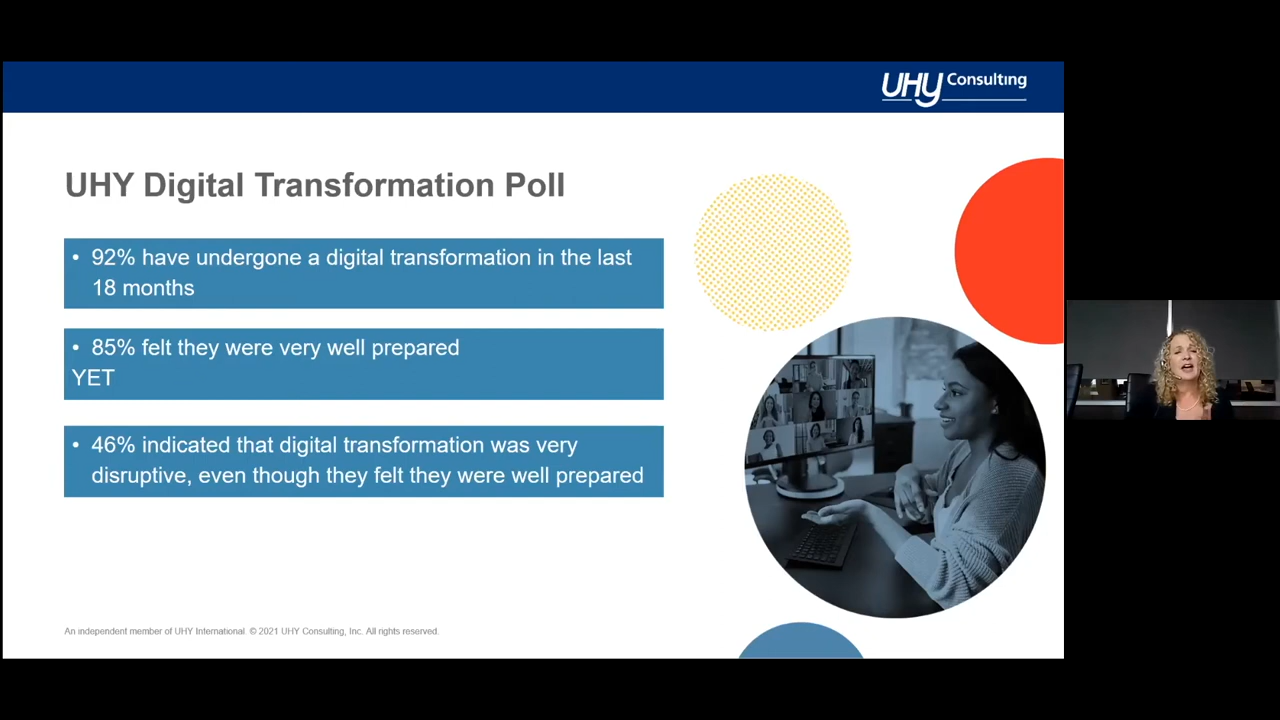 UHY Consulting
UHY Digital Transformation Poll
• 92% have undergone a digital transformation in the last
18 months
• 85% felt they were very well prepared
YET
• 46% indicated that digital transformation was very
disruptive, even though they felt they were well prepared
An independent member of UHY International © 2021 UHY Consulting, Inc. All rights reserved.